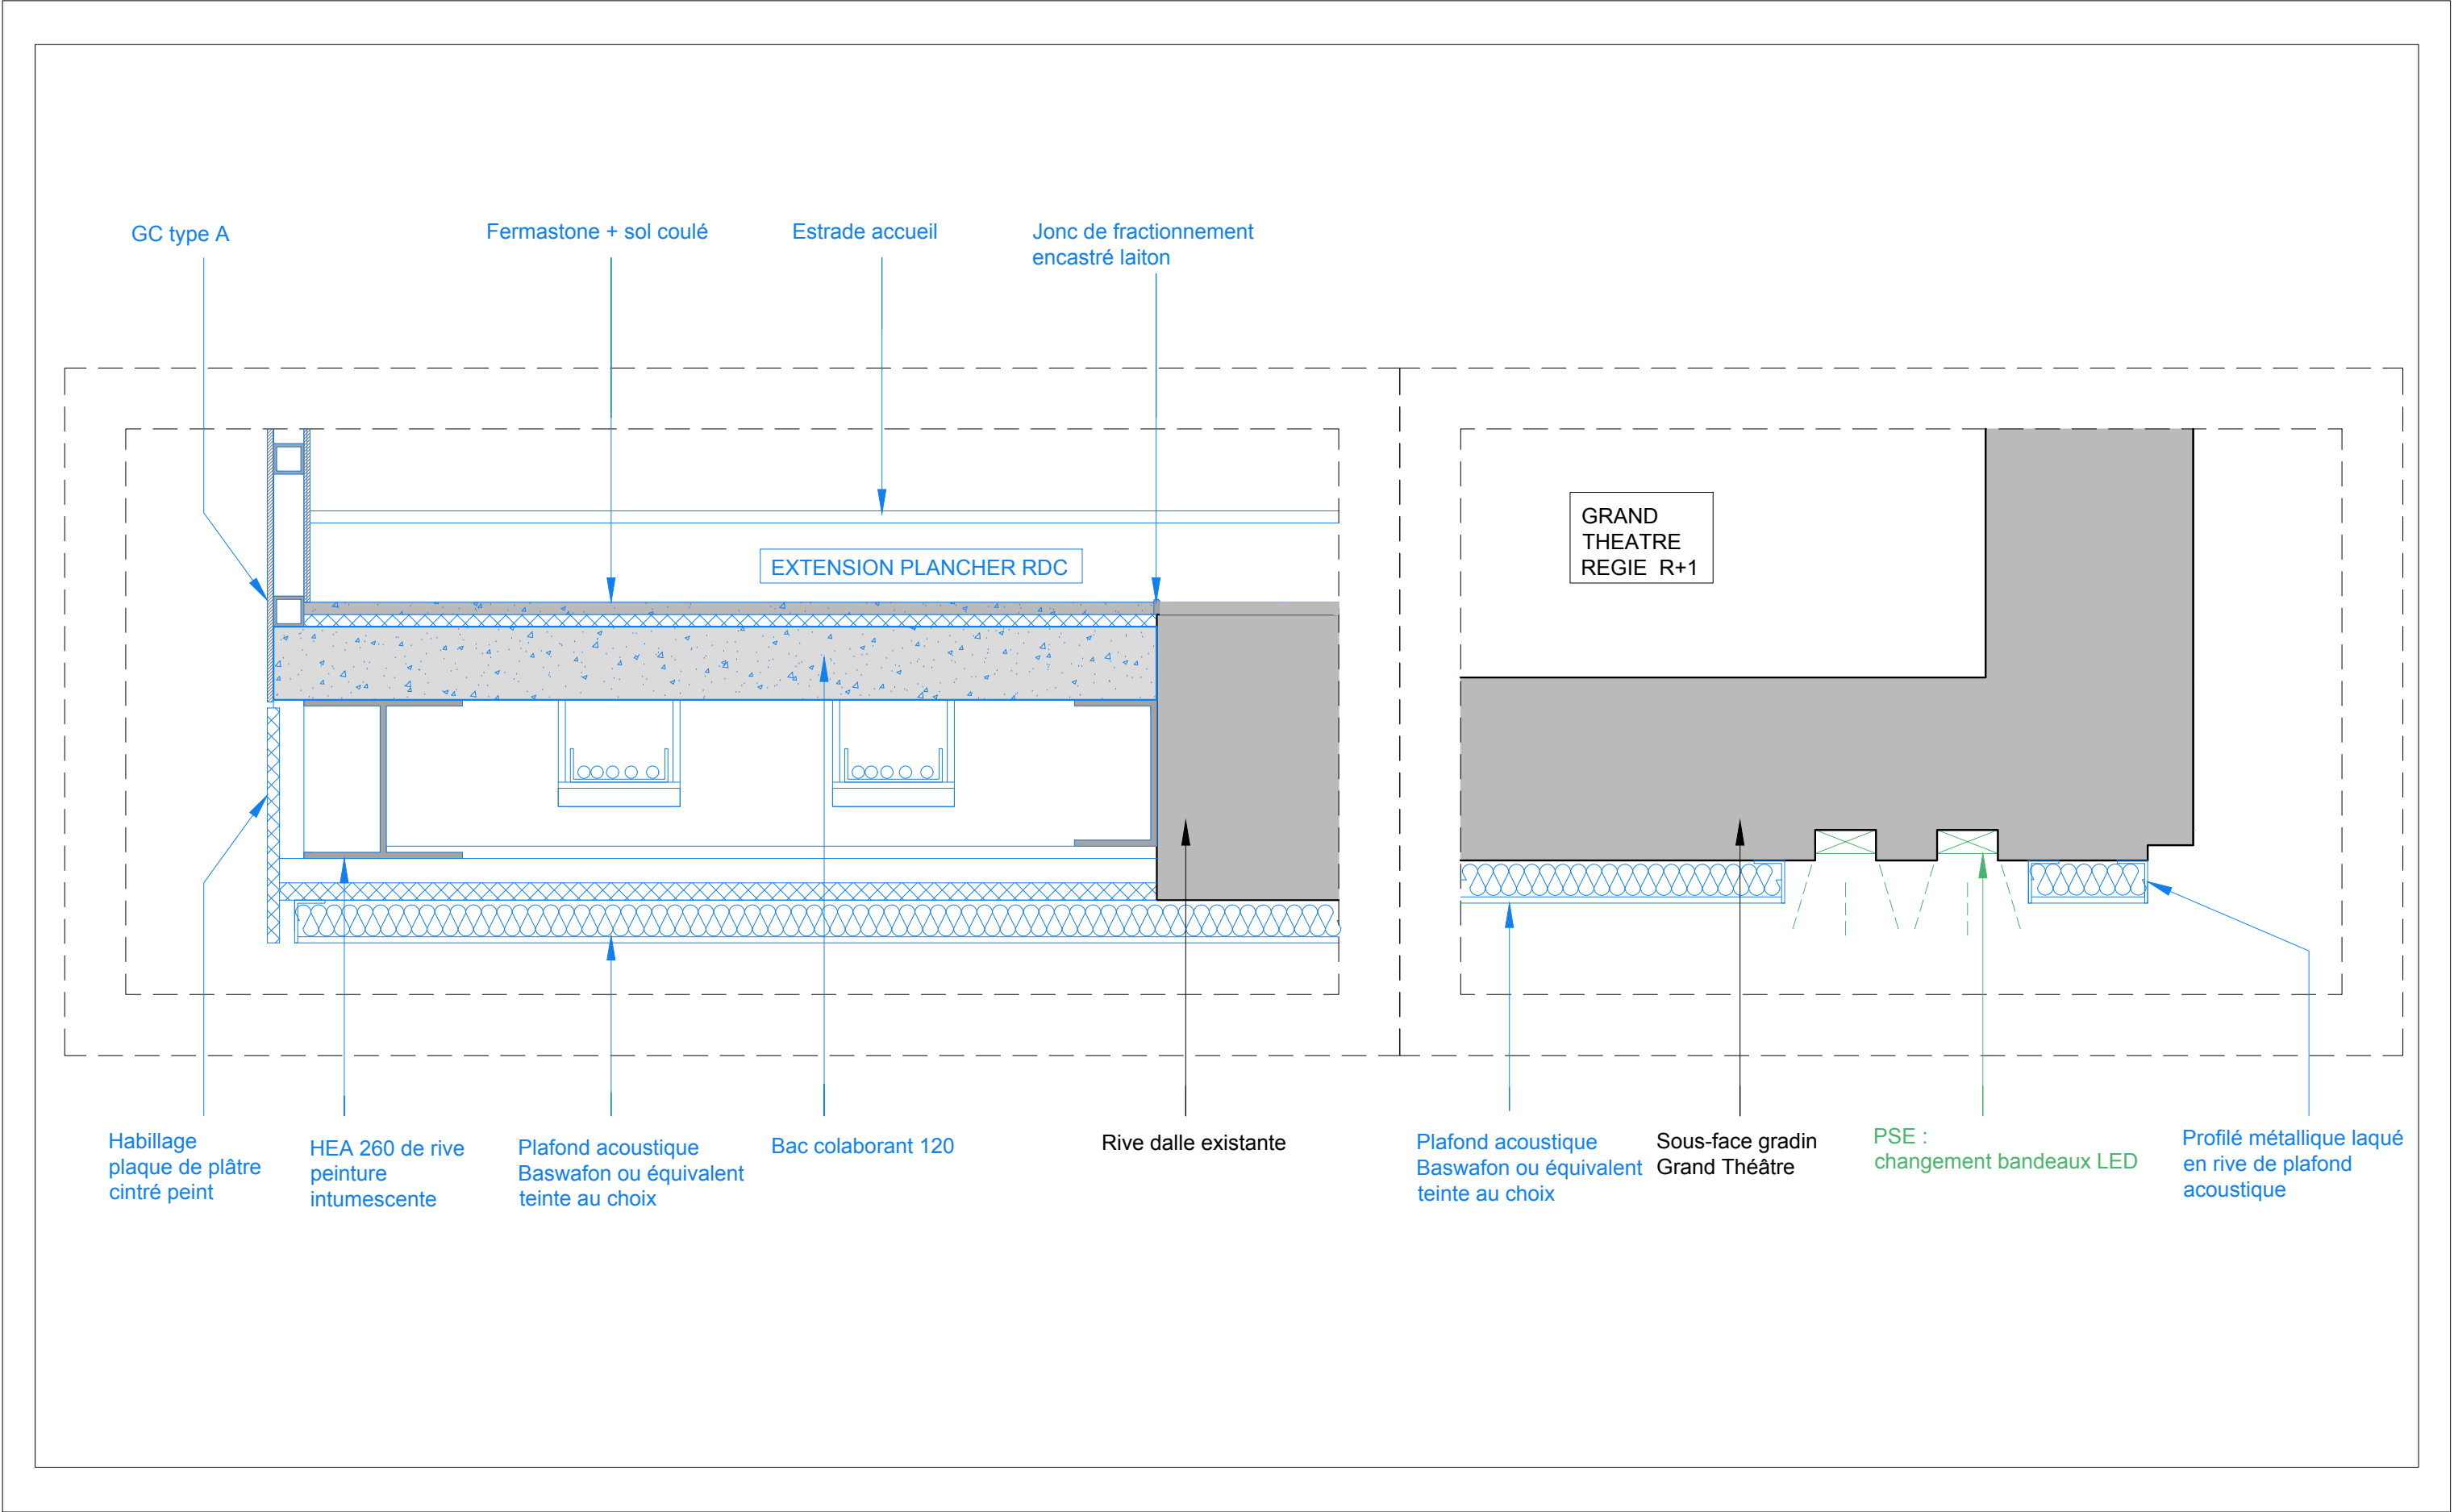 GC type A
Fermastone + sol coulé
Estrade accueil
Jonc de fractionnement
encastré laiton
EXTENSION PLANCHER RDC
GRAND
THEATRE
REGIE R+1
Habillage
plaque de plâtre
cintré peint
HEA 260 de rive
peinture
intumescente
Plafond acoustique
Baswafon ou équivalent
teinte au choix
Bac colaborant 120
Rive dalle existante
Plafond acoustique
Baswafon ou équivalent
teinte au choix
Sous-face gradin
Grand Théâtre
PSE :
changement bandeaux LED
Profilé métallique laqué
en rive de plafond
acoustique